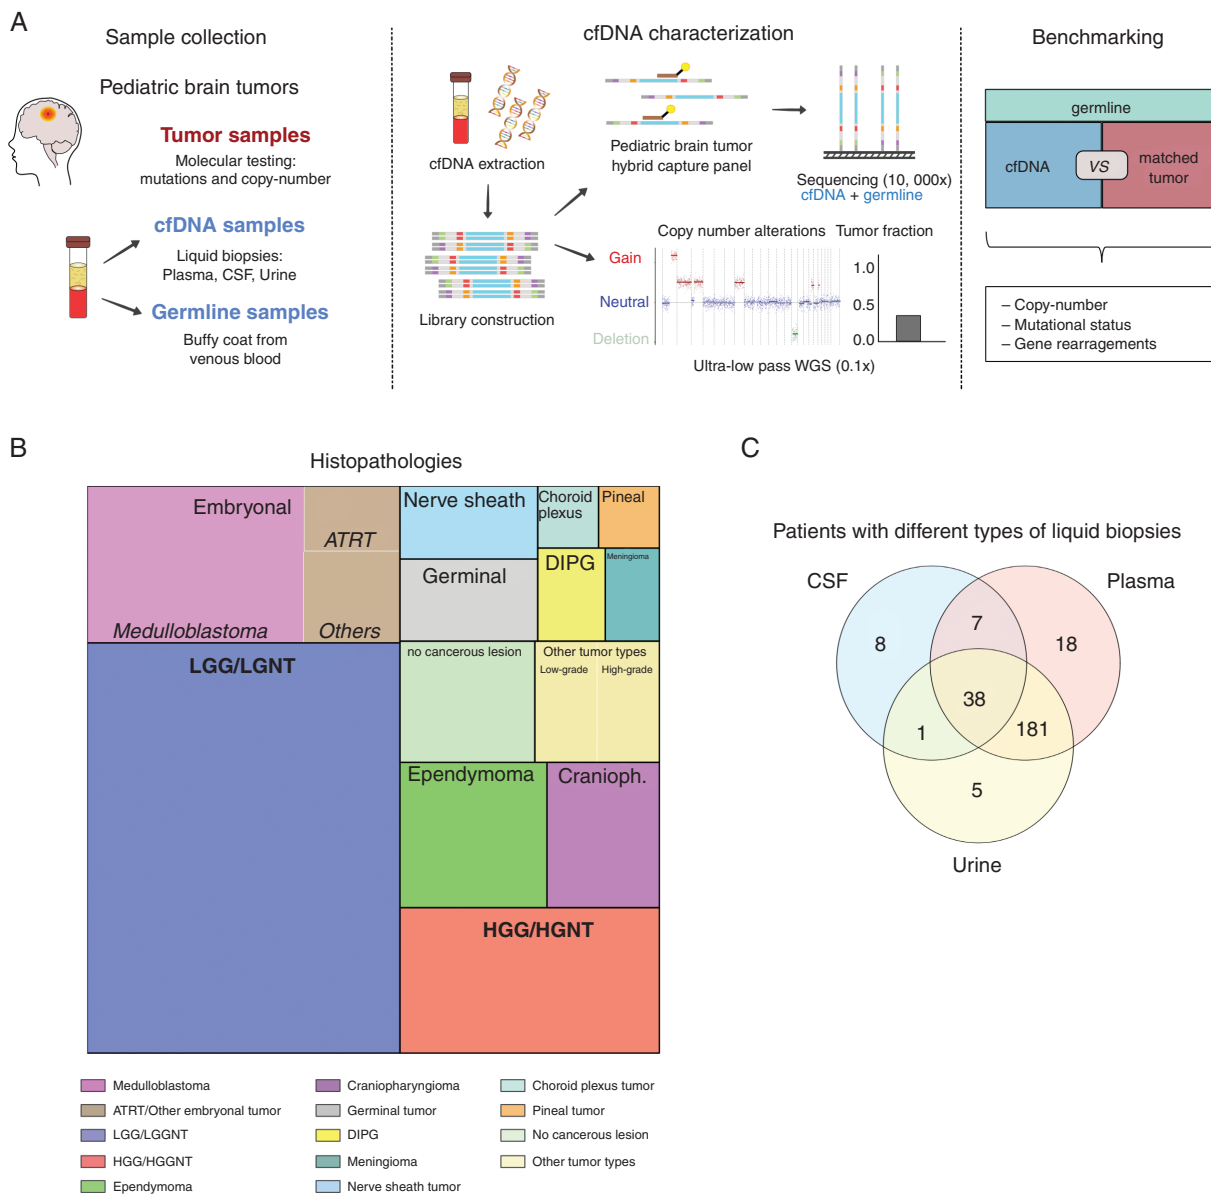 A
Sample collection
Pediatric brain tumors
Tumor samples
Molecular testing:
mutations and copy-number
cfDNA samples
Liquid biopsies:
Plasma, CSF, Urine
Germline samples
Buffy coat from
venous blood
cfDNA characterization
cfDNA extraction
Library construction
Pediatric brain tumor
hybrid capture panel
Sequencing (10, 000x)
cfDNA + germline
Copy number alterations
Tumor fraction
Gain
Neutral
Deletion
1.0
0.5
0.0
Ultra-low pass WGS (0.1x)
Benchmarking
germline
cfDNA
VS
matched
tumor
– Copy-number
– Mutational status
– Gene rearragements
B
Histopathologies
Embryonal
ATRT
Medulloblastoma
Others
LGG/LGNT
Nerve sheath
Choroid
plexus
Pineal
Germinal
DIPG
Meningioma
no cancerous lesion
Other tumor types
Low-grade
High-grade
Ependymoma
Craniop﻿h.
HGG/HGNT
Medulloblastoma
ATRT/Other embryonal tumor
LGG/LGGNT
HGG/HGGNT
Ependymoma
Craniopharyngioma
Germinal tumor
DIPG
Meningioma
Nerve sheath tumor
Choroid plexus tumor
Pineal tumor
No cancerous lesion
Other tumor types
C
Patients with different types of liquid biopsies
CSF
Plasma
8
7
18
38
1
181
5
Urine